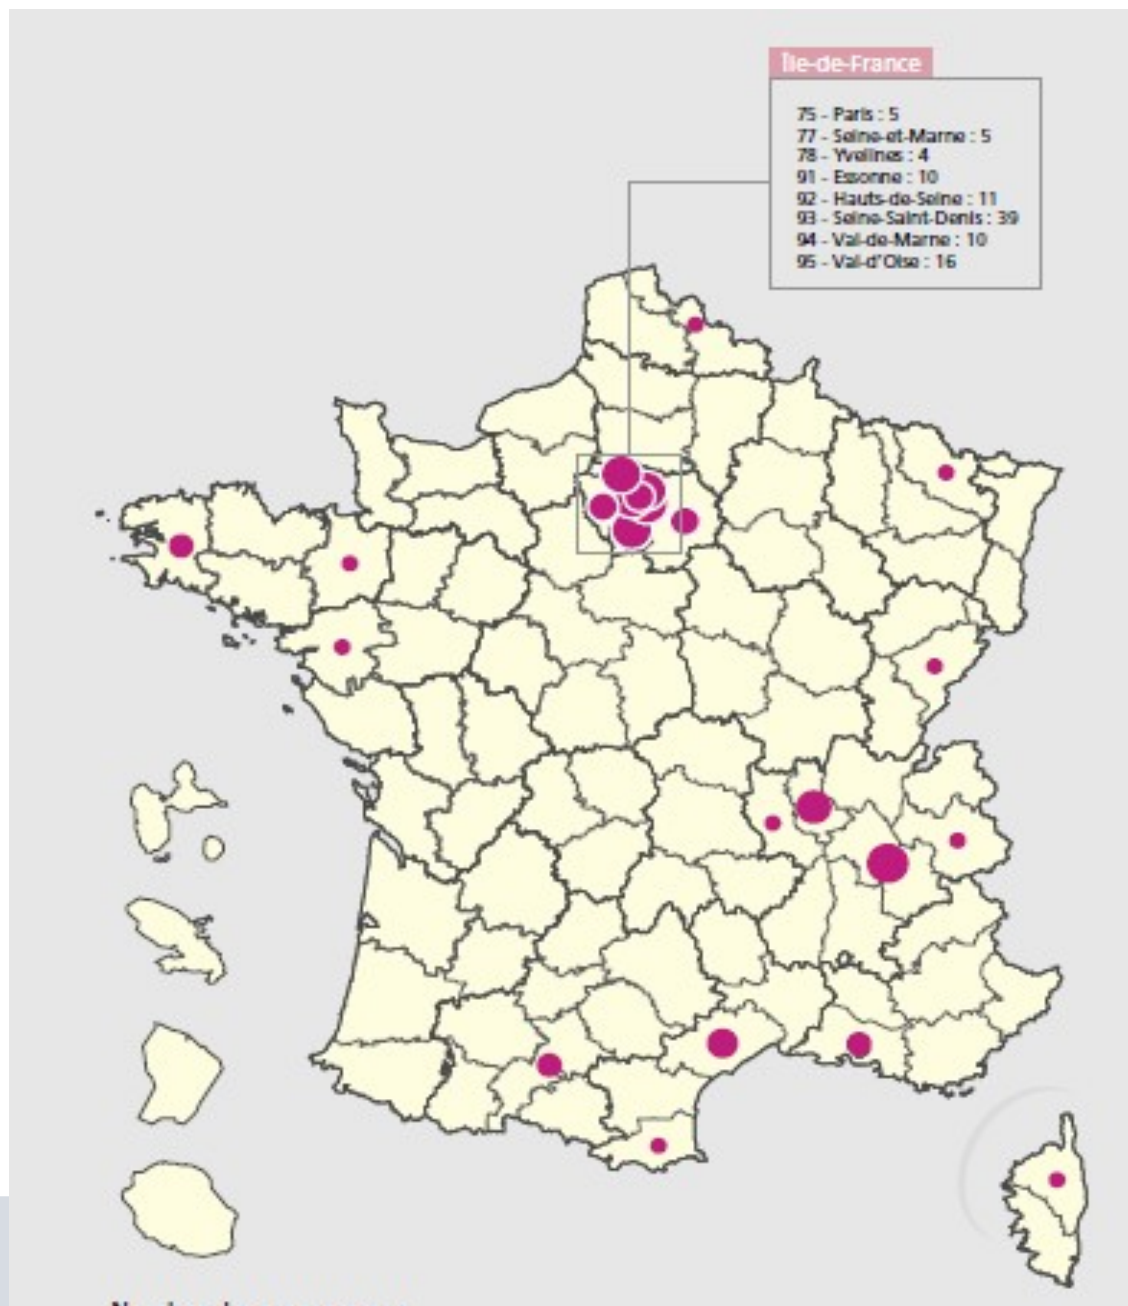 Île-de-France
75 - Paris : 5
77 - Seine-et-Marne : 5
78 - Yvelines : 4
91 - Essonne : 10
92 - Hauts-de-Seine : 11
93 - Seine-Saint-Denis : 39
94 - Val-de-Marne : 10
95 - Val-d'Oise : 16